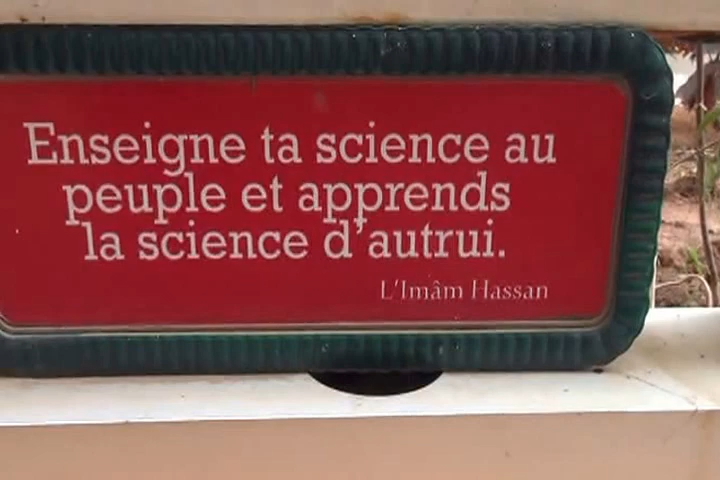 Enseigne ta science au
peuple et apprends
la science d'autrui.
L'Imâm Hassan